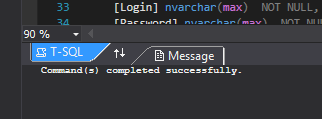 33 [Login] nvarchar(max) NOT NULL,
34 [Password] nvarchar(max) NOT NULL
90 %
T-SQL
Message
Command(s) completed successfully.